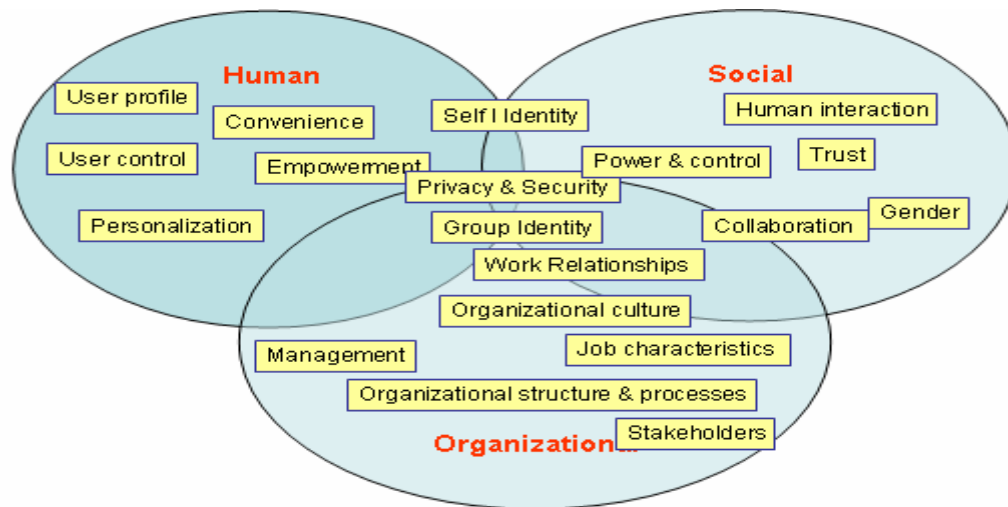 Human
Social
User profile
Convenience
Self I Identity
Human interaction
User control
Empowerment
Power & control
Trust
Privacy & Security
Personalization
Group Identity
Collaboration
Gender
Work Relationships
Organizational culture
Management
Job characteristics
Organizational structure & processes
Organizational
Stakeholders